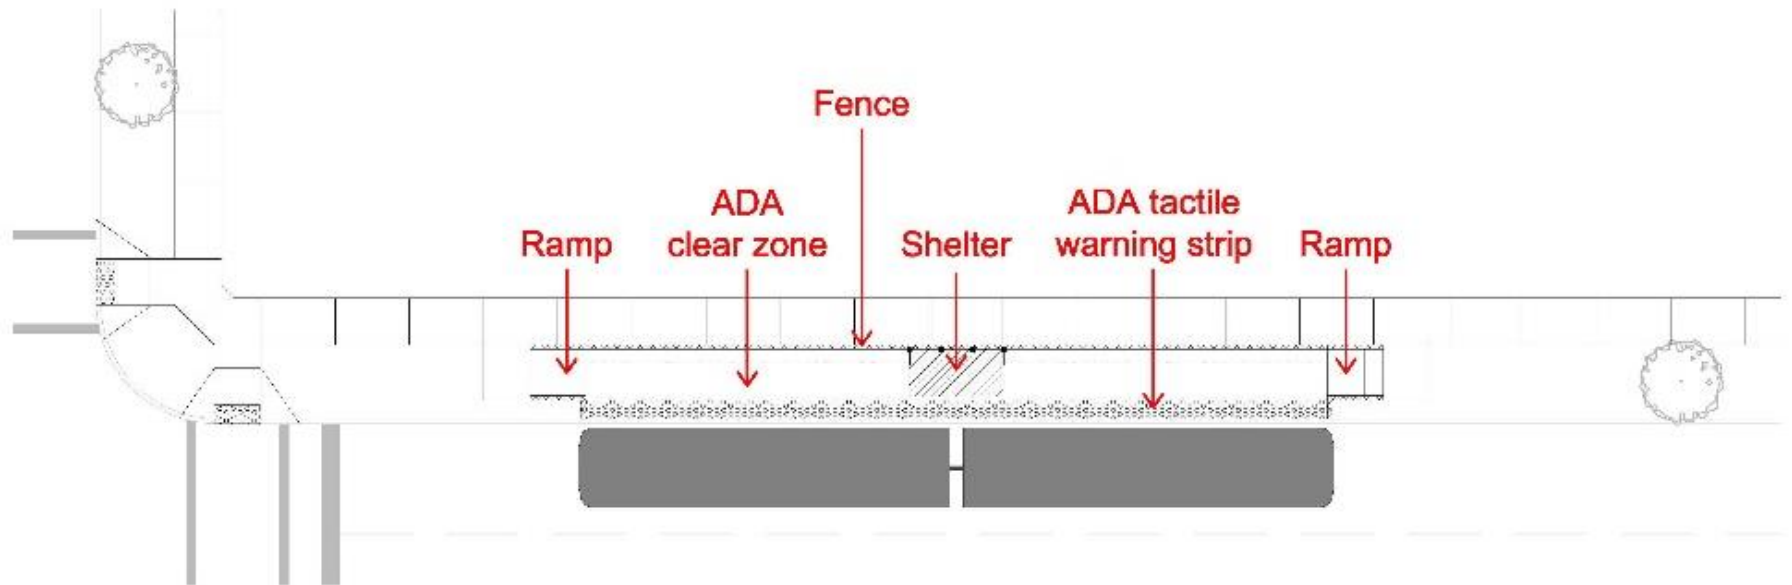 Fence
ADA
clear zone
ADA tactile
warning strip
Ramp
Shelter
Ramp